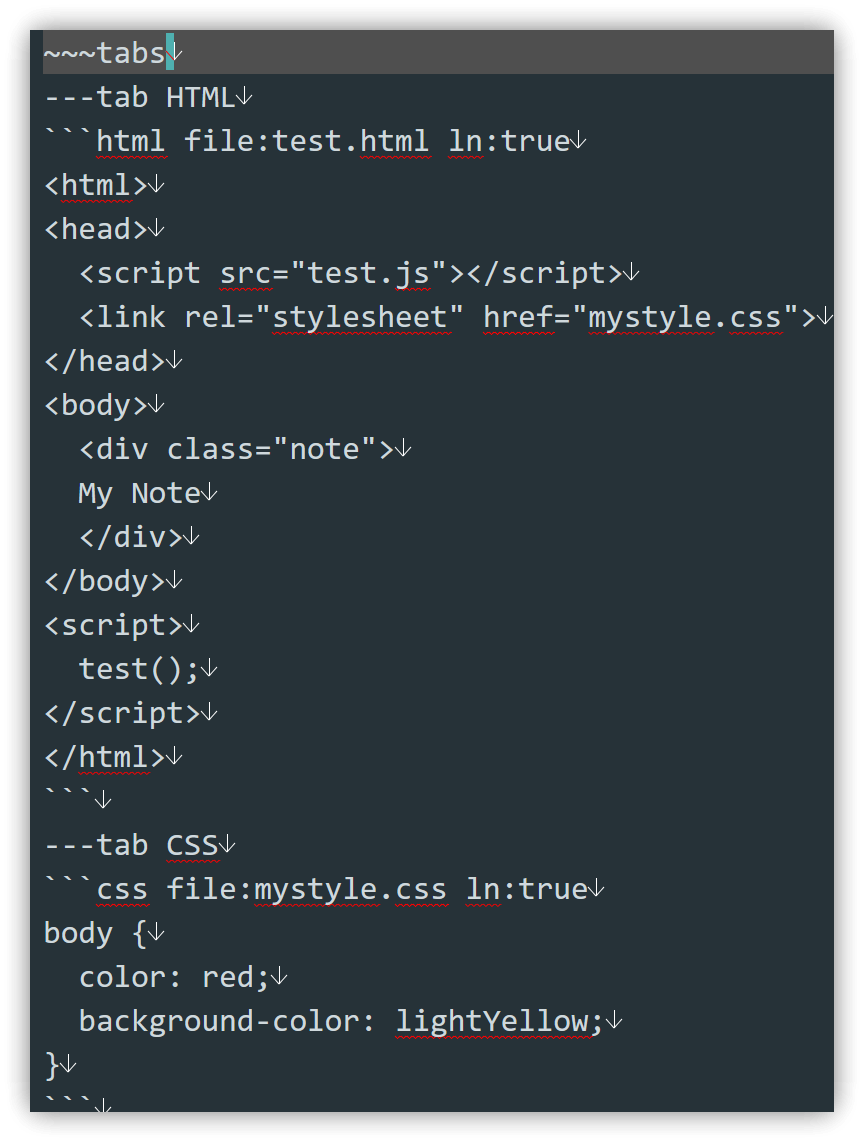 ~~~tabs↓
---tab HTML↓
```html file:test.html ln:true↓
<html>↓
<head>↓
  <script src="test.js"></script>↓
  <link rel="stylesheet" href="mystyle.css">↓
</head>↓
<body>↓
  <div class="note">↓
  My Note↓
  </div>↓
</body>↓
<script>↓
  test();↓
</script>↓
</html>↓
```↓
---tab CSS↓
```css file:mystyle.css ln:true↓
body {↓
  color: red;↓
  background-color: lightYellow;↓
}↓
```↓